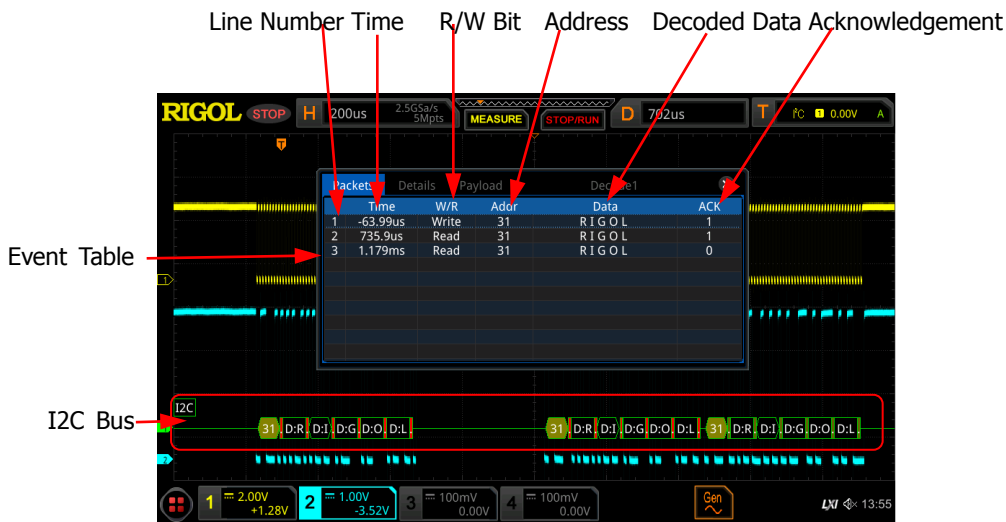 Line Number Time R/W Bit Address Decoded Data Acknowledgement
RIGOL STOP H 200us 2.5GSa/s 5Mpts MEASURE STOP/RUN D 702us T I²C 1 0.00V A
T
Packets Details Payload Decode1 X
Time W/R Addr Data ACK
1 -63.99us Write 31 R I G O L 1
2 735.9us Read 31 R I G O L 1
3 1.179ms Read 31 R I G O L 0
Event Table
1
I2C
I2C Bus
31 D:R D:I D:G D:O D:L 31 D:R D:I D:G D:O D:L 31 D:R D:I D:G D:O D:L
2
1 2.00V +1.28V 2 1.00V -3.52V 3 100mV 0.00V 4 100mV 0.00V Gen LXI 13:55